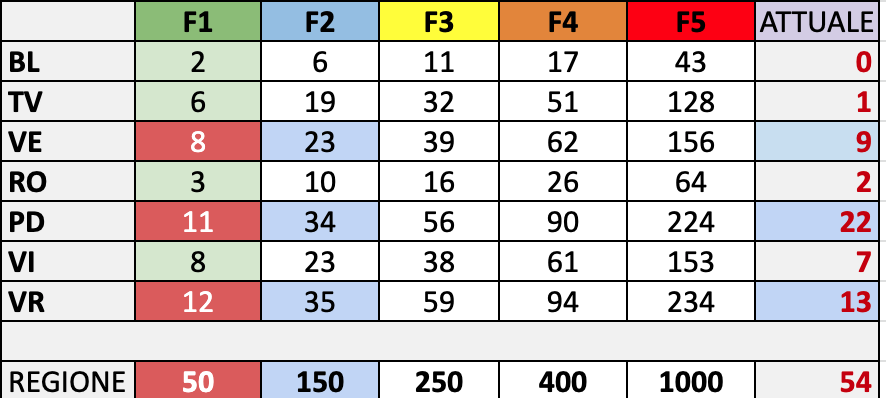 F1 F2 F3 F4 F5 ATTUALE
BL 2 6 11 17 43 0
TV 6 19 32 51 128 1
VE 8 23 39 62 156 9
RO 3 10 16 26 64 2
PD 11 34 56 90 224 22
VI 8 23 38 61 153 7
VR 12 35 59 94 234 13
REGIONE 50 150 250 400 1000 54